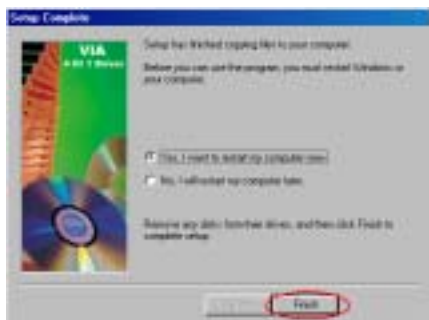 Setup Complete
VIA
4 in 1 Driver
Setup has finished copying files to your computer.
Before you can use the program, you must restart Windows or
your computer.
Yes, I want to restart my computer now.
No, I will restart my computer later.
Remove any disks from their drives, and then click Finish to
complete setup.
Finish